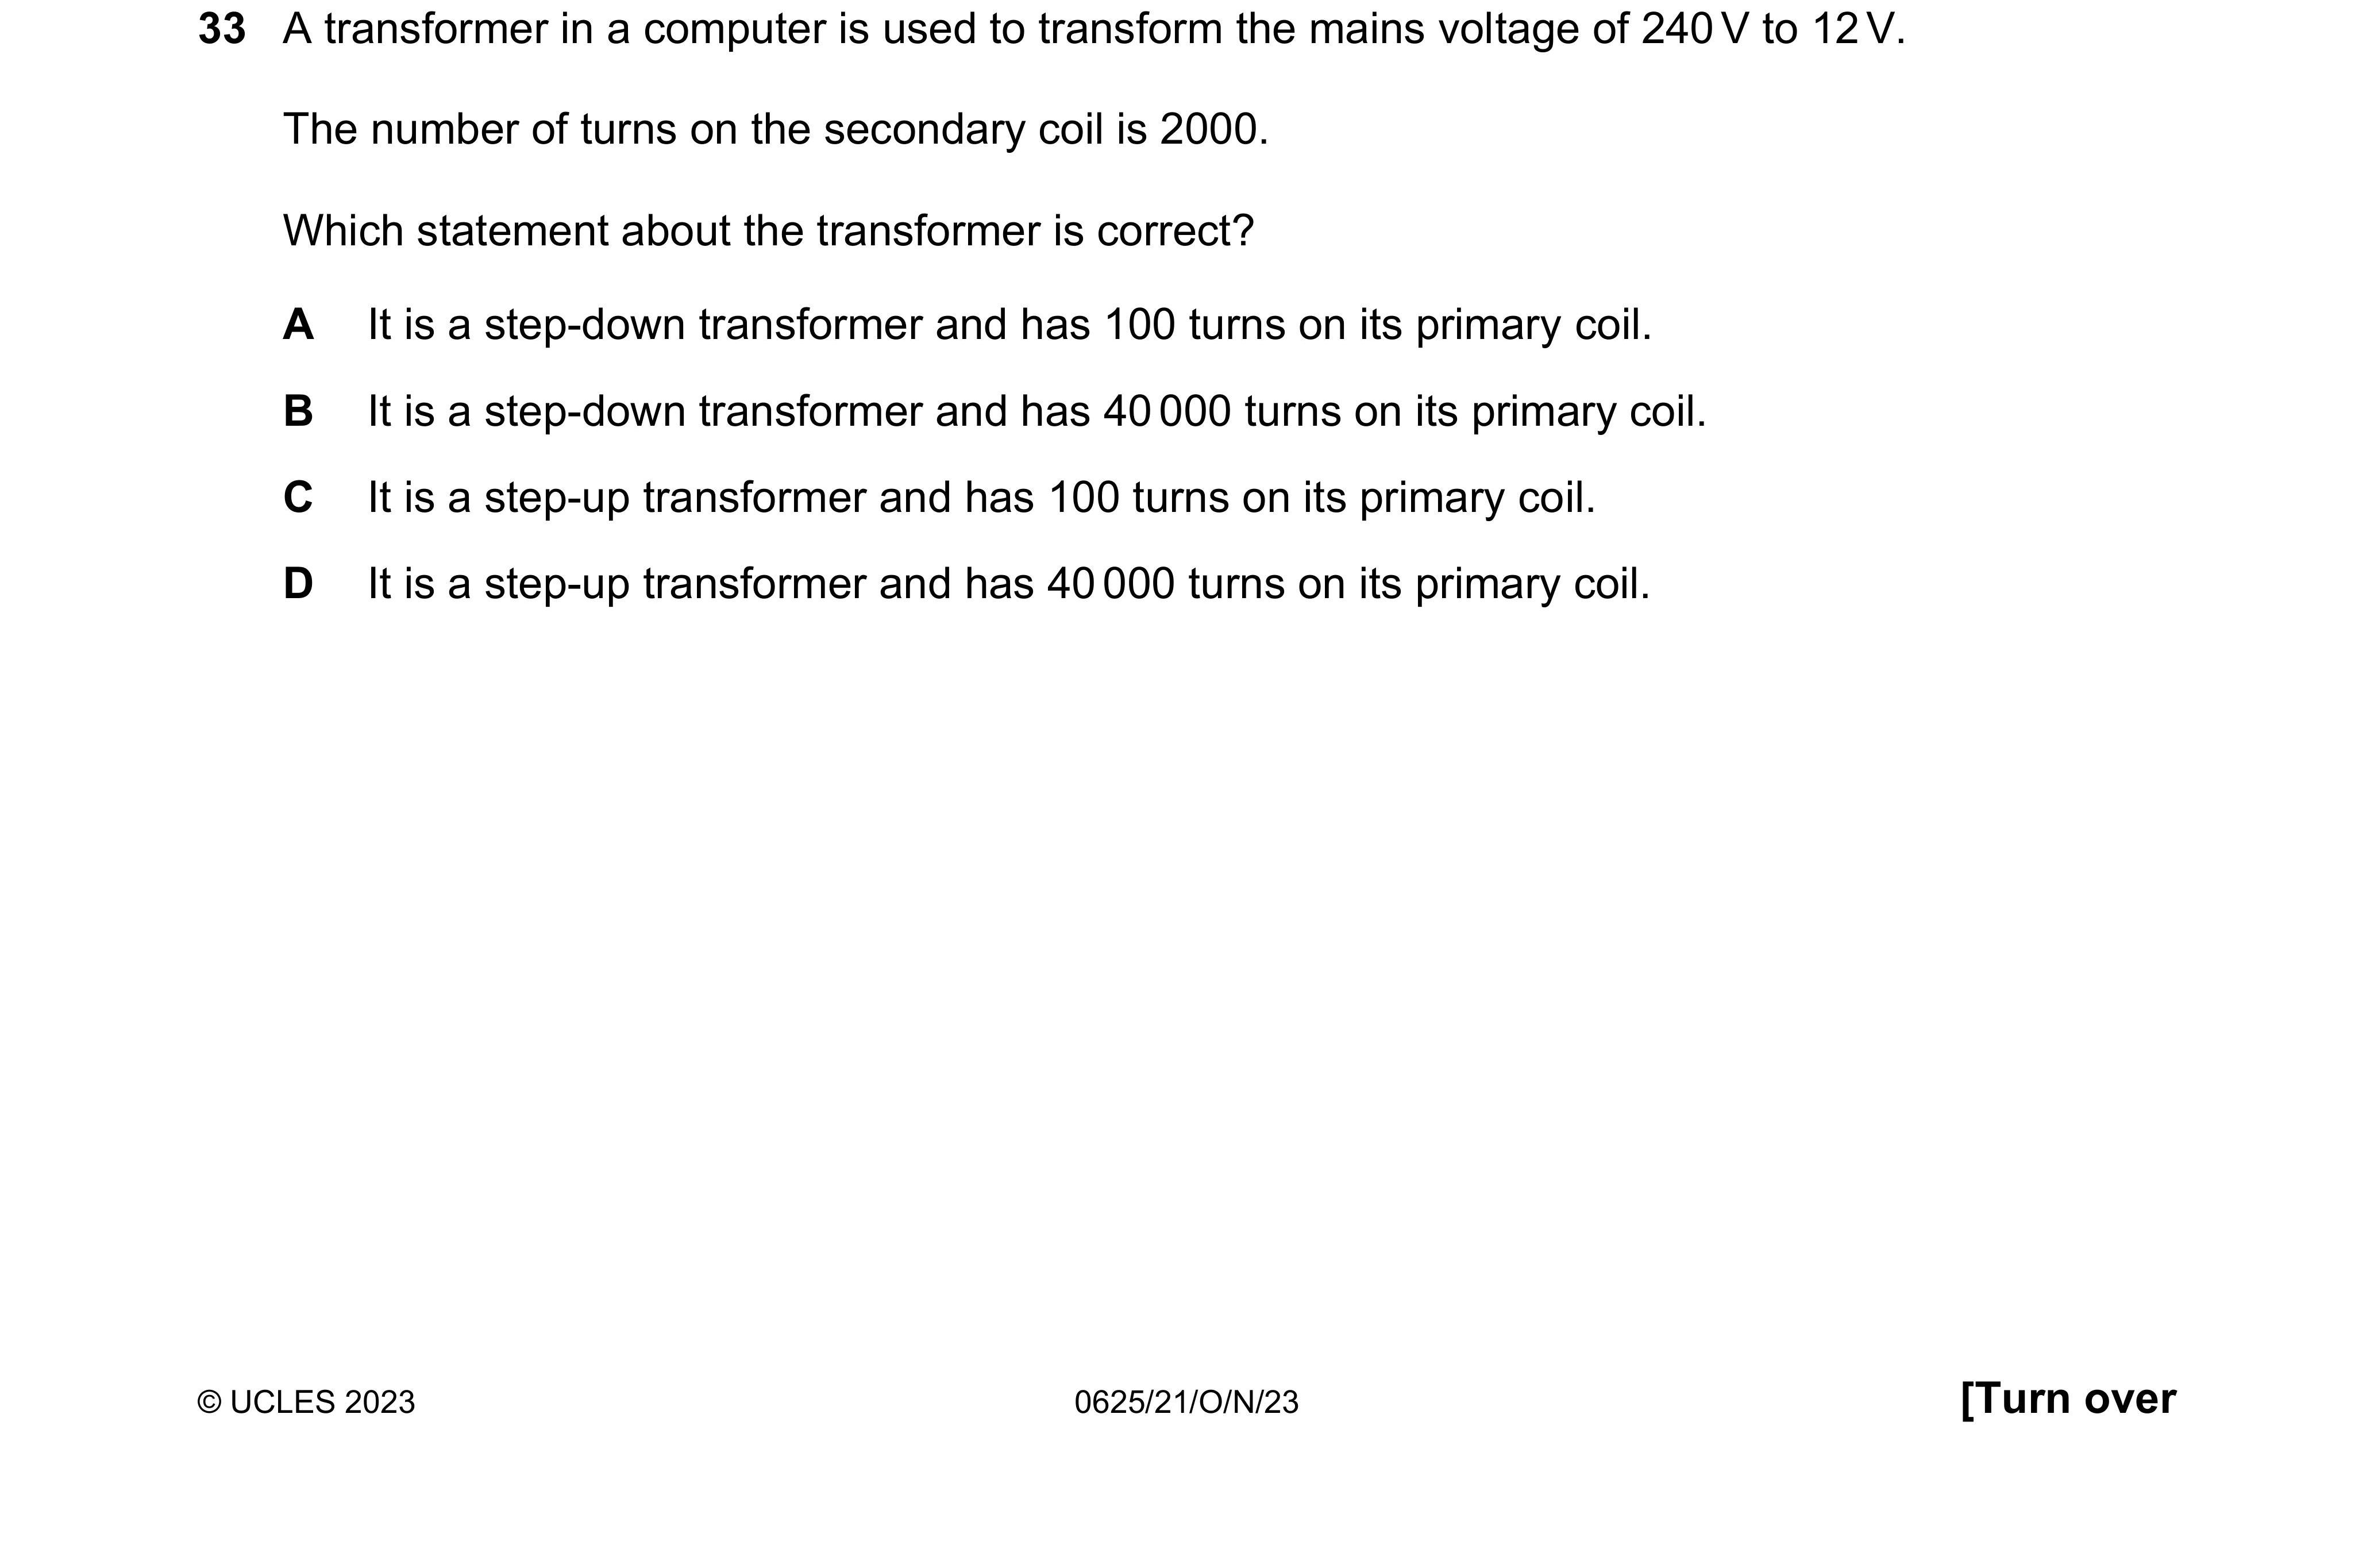 33 A transformer in a computer is used to transform the mains voltage of 240 V to 12 V.
The number of turns on the secondary coil is 2000.
Which statement about the transformer is correct?
A It is a step-down transformer and has 100 turns on its primary coil.
B It is a step-down transformer and has 40 000 turns on its primary coil.
C It is a step-up transformer and has 100 turns on its primary coil.
D It is a step-up transformer and has 40 000 turns on its primary coil.
© UCLES 2023 0625/21/O/N/23 [Turn over